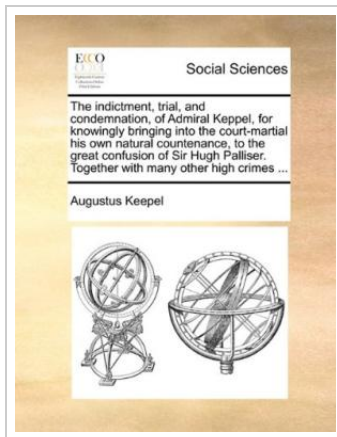 ECCO
Social Sciences
The indictment, trial, and
condemnation, of Admiral Keppel, for
knowingly bringing into the court-martial
his own natural countenance, to the
great confusion of Sir Hugh Palliser.
Together with many other high crimes ...
Augustus Keepel